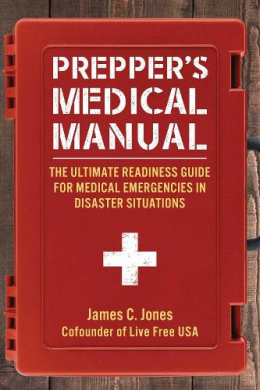 PREPPER'S
MEDICAL
MANUAL
THE ULTIMATE READINESS GUIDE
FOR MEDICAL EMERGENCIES IN
DISASTER SITUATIONS
James C. Jones
Cofounder of Live Free USA